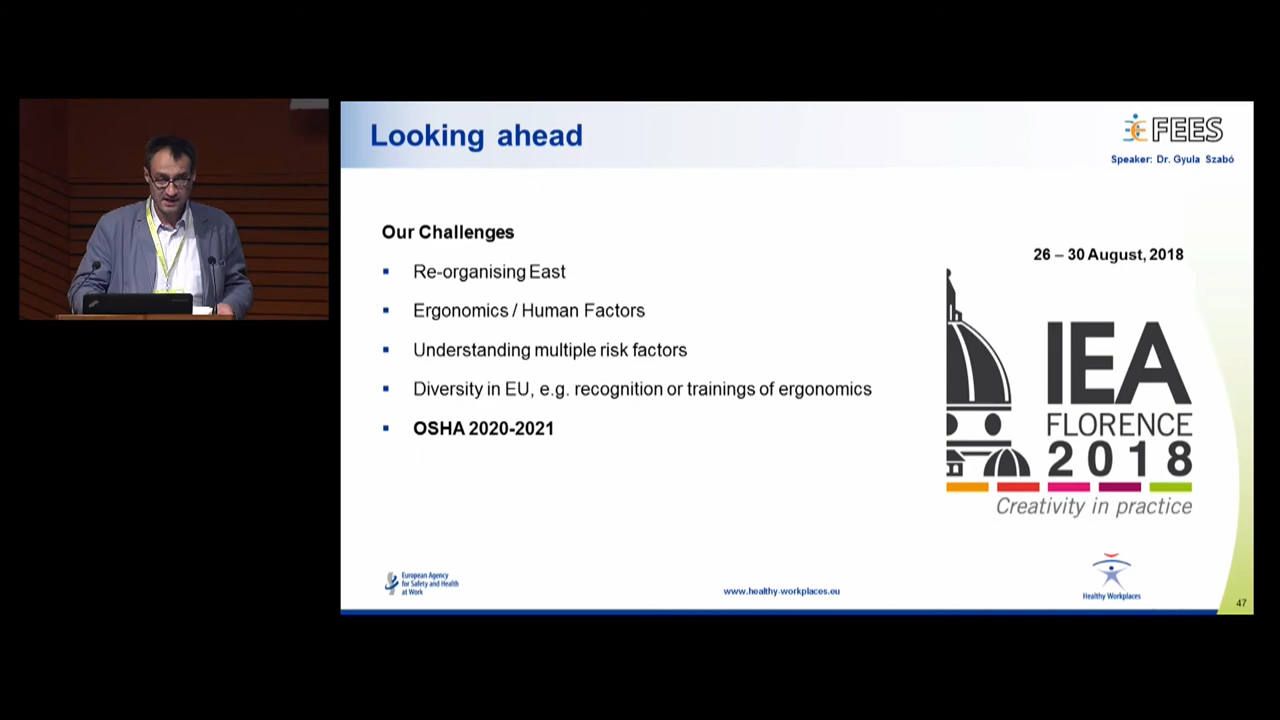 Looking ahead
FEES
Speaker: Dr. Gyula Szabó
Our Challenges
Re-organising East
Ergonomics / Human Factors
Understanding multiple risk factors
Diversity in EU, e.g. recognition or trainings of ergonomics
OSHA 2020-2021
26 – 30 August, 2018
IEA
FLORENCE
2018
Creativity in practice
European Agency
for Safety and Health
at Work
www.healthy-workplaces.eu
Healthy Workplaces
47